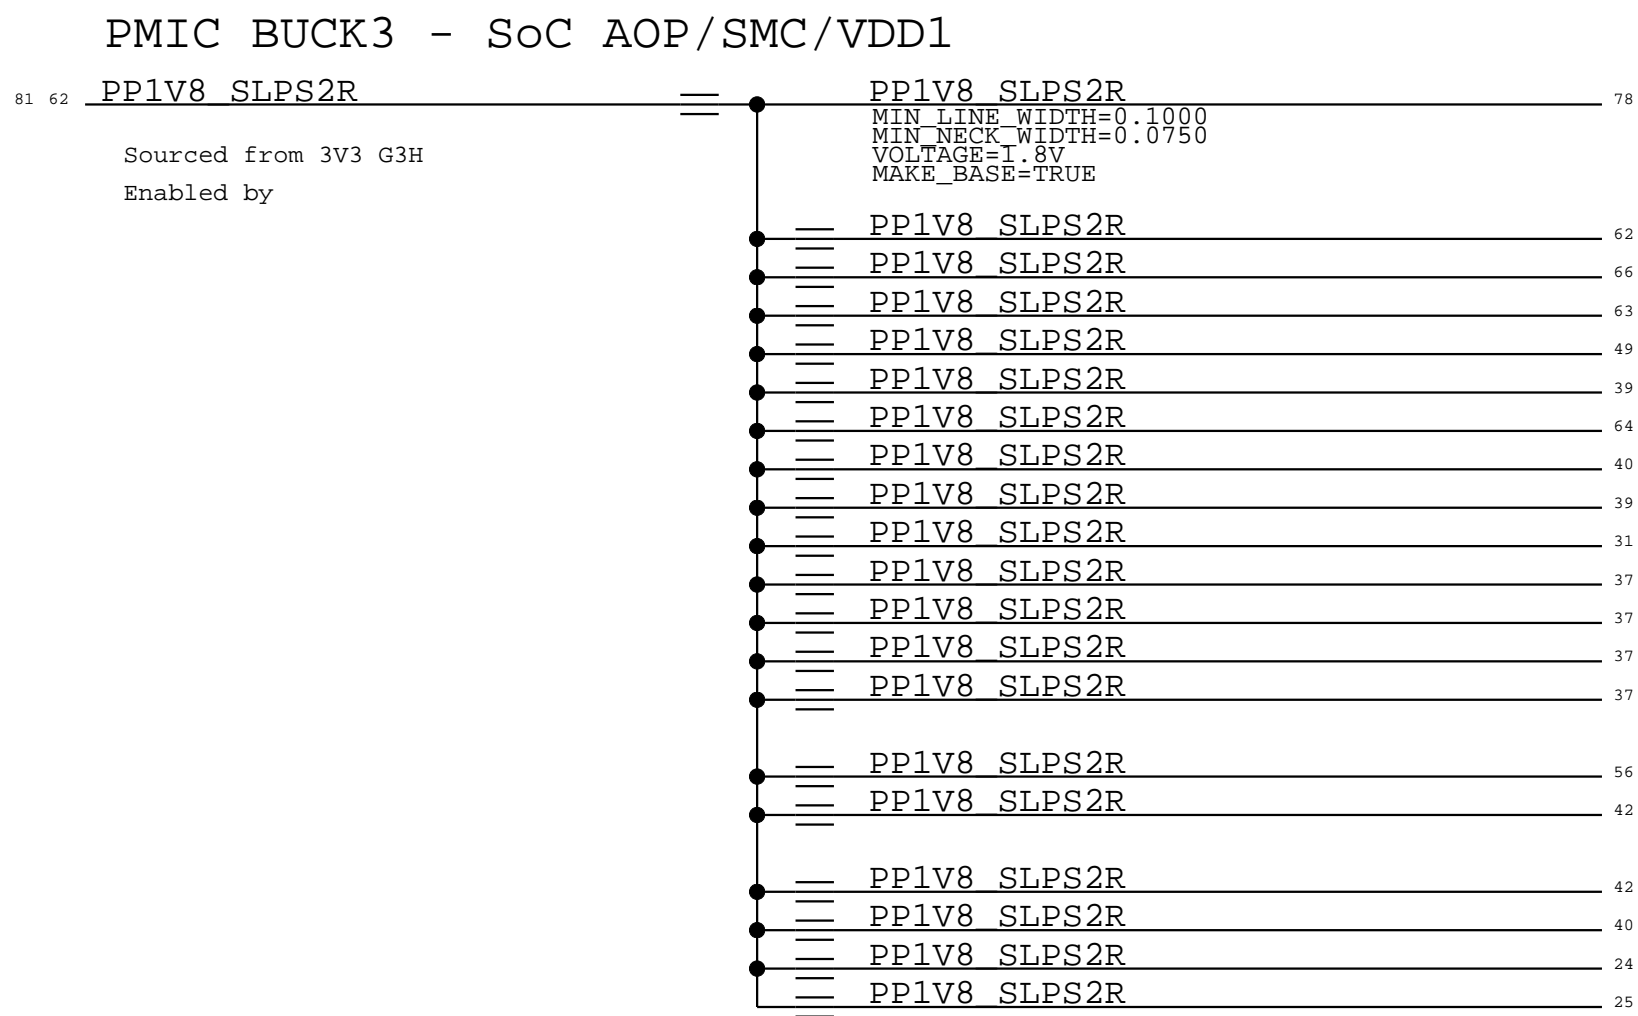 PMIC BUCK3 - SoC AOP/SMC/VDD1
81 62 PP1V8_SLPS2R PP1V8_SLPS2R 78
MIN_LINE_WIDTH=0.1000
MIN_NECK_WIDTH=0.0750
VOLTAGE=1.8V
MAKE_BASE=TRUE
Sourced from 3V3 G3H
Enabled by
PP1V8_SLPS2R 62
PP1V8_SLPS2R 66
PP1V8_SLPS2R 63
PP1V8_SLPS2R 49
PP1V8_SLPS2R 39
PP1V8_SLPS2R 64
PP1V8_SLPS2R 40
PP1V8_SLPS2R 39
PP1V8_SLPS2R 31
PP1V8_SLPS2R 37
PP1V8_SLPS2R 37
PP1V8_SLPS2R 37
PP1V8_SLPS2R 37
PP1V8_SLPS2R 56
PP1V8_SLPS2R 42
PP1V8_SLPS2R 42
PP1V8_SLPS2R 40
PP1V8_SLPS2R 24
PP1V8_SLPS2R 25